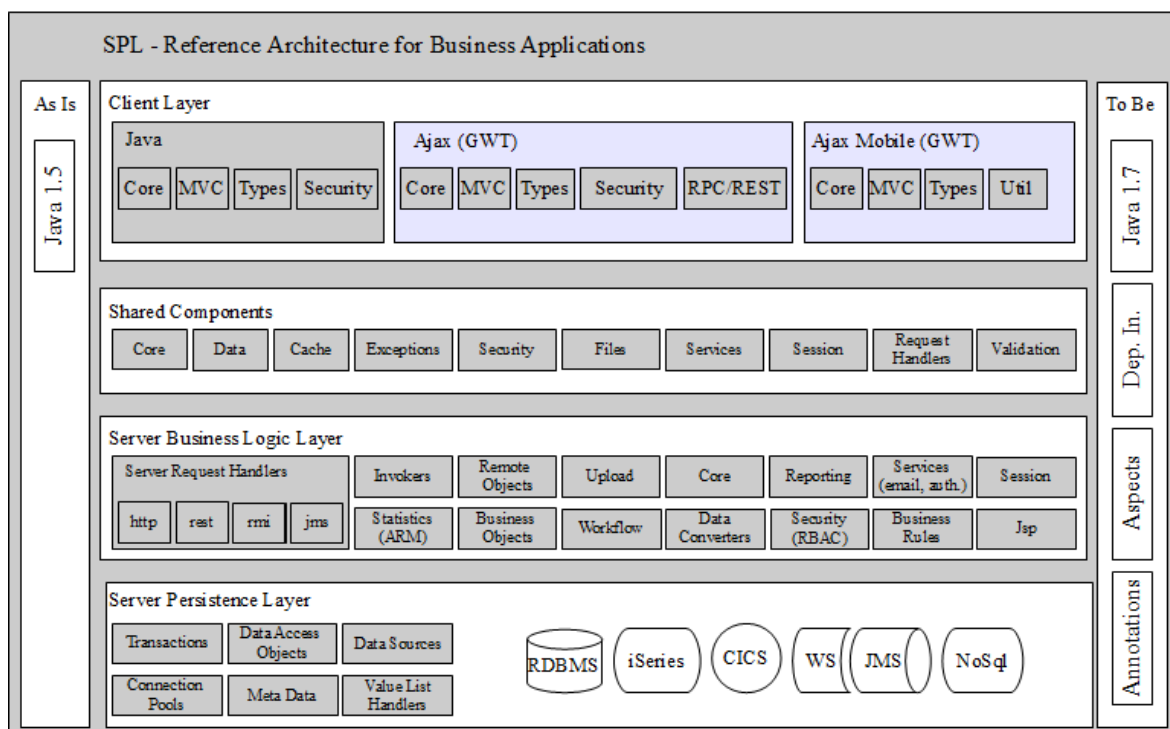 SPL - Reference Architecture for Business Applications
As Is
Java 1.5
Client Layer
Java
Core MVC Types Security
Ajax (GWT)
Core MVC Types Security RPC/REST
Ajax Mobile (GWT)
Core MVC Types Util
Shared Components
Core Data Cache Exceptions Security Files Services Session Request Handlers Validation
Server Business Logic Layer
Server Request Handlers
http rest rmi jms
Invokers Remote Objects Upload Core Reporting Services (email, auth.) Session
Statistics (ARM) Business Objects Workflow Data Converters Security (RBAC) Business Rules Jsp
Server Persistence Layer
Transactions Data Access Objects Data Sources
Connection Pools Meta Data Value List Handlers
RDBMS iSeries CICS WS JMS NoSql
To Be
Java 1.7
Dep. In.
Aspects
Annotations